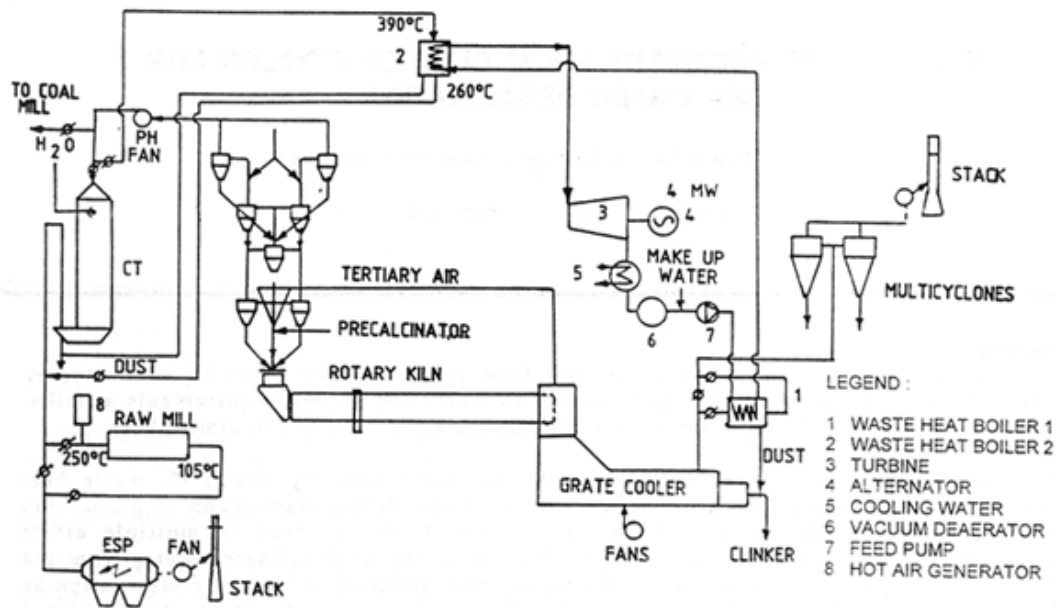 390°C
2
260°C
TO COAL
MILL
H2O
PH
FAN
CT
DUST
8
RAW MILL
250°C
105°C
ESP
FAN
STACK
TERTIARY AIR
PRECALCINATOR
ROTARY KILN
GRATE COOLER
FANS
CLINKER
DUST
1
3
4 MW
4
5
MAKE UP
WATER
6
7
STACK
MULTICYCLONES
LEGEND :
1 WASTE HEAT BOILER 1
2 WASTE HEAT BOILER 2
3 TURBINE
4 ALTERNATOR
5 COOLING WATER
6 VACUUM DEAERATOR
7 FEED PUMP
8 HOT AIR GENERATOR